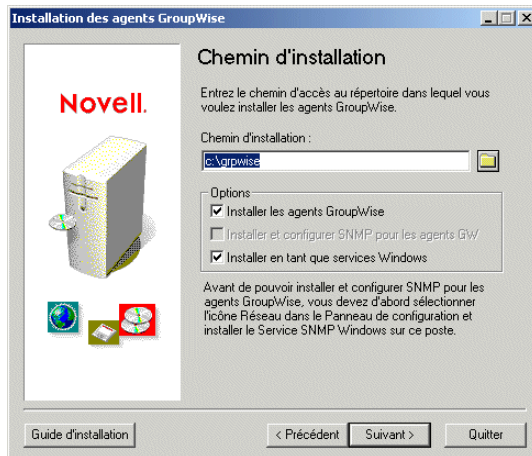 Installation des agents GroupWise
Novell.
Chemin d'installation
Entrez le chemin d'accès au répertoire dans lequel vous
voulez installer les agents GroupWise.
Chemin d'installation :
c:\grpwise
Options
Installer les agents GroupWise
Installer et configurer SNMP pour les agents GW
Installer en tant que services Windows
Avant de pouvoir installer et configurer SNMP pour les
agents GroupWise, vous devez d'abord sélectionner
l'icône Réseau dans le Panneau de configuration et
installer le Service SNMP Windows sur ce poste.
Guide d'installation
< Précédent
Suivant >
Quitter